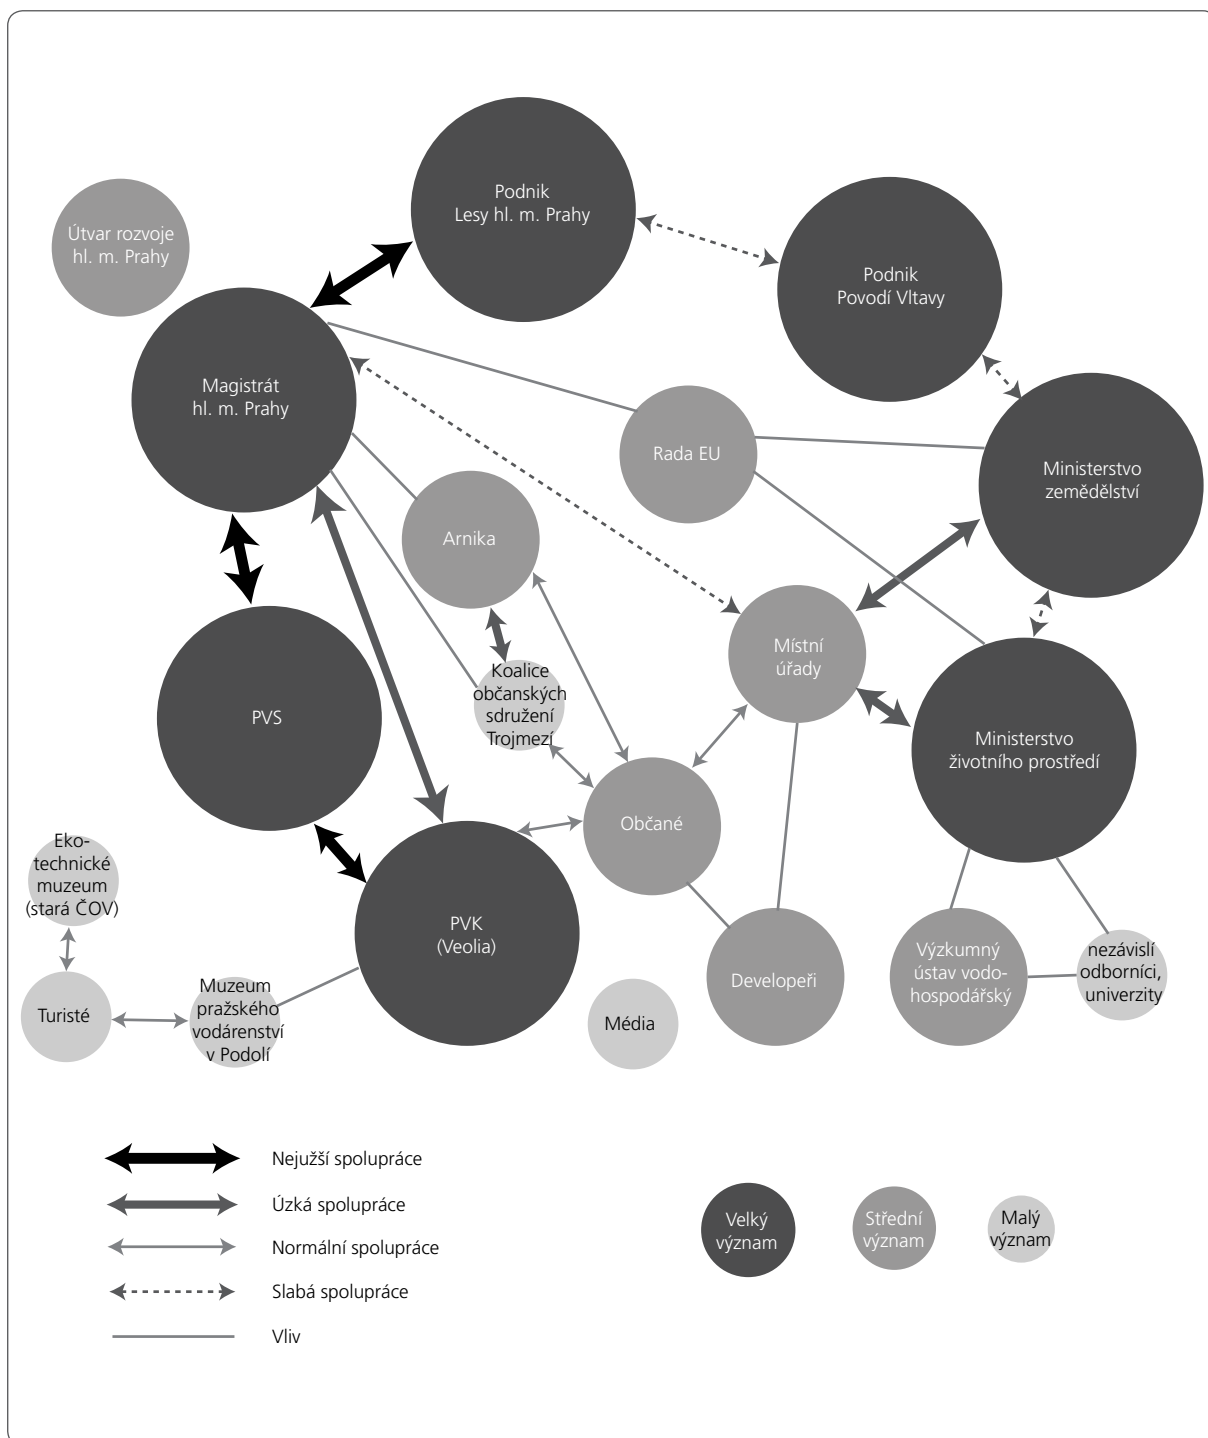 Podnik
Lesy hl. m. Prahy
Útvar rozvoje
hl. m. Prahy
Podnik
Povodí Vltavy
Magistrát
hl. m. Prahy
Rada EU
Ministerstvo
zemědělství
Arnika
Místní
úřady
Koalice
občanských
sdružení
Trojmezí
PVS
Ministerstvo
životního prostředí
Občané
Eko-
technické
muzeum
(stará ČOV)
PVK
(Veolia)
Developeři
Výzkumný
ústav vodo-
hospodářský
nezávislí
odborníci,
univerzity
Turisté
Muzeum
pražského
vodárenství
v Podolí
Média
Nejužší spolupráce
Úzká spolupráce
Normální spolupráce
Slabá spolupráce
Vliv
Velký
význam
Střední
význam
Malý
význam